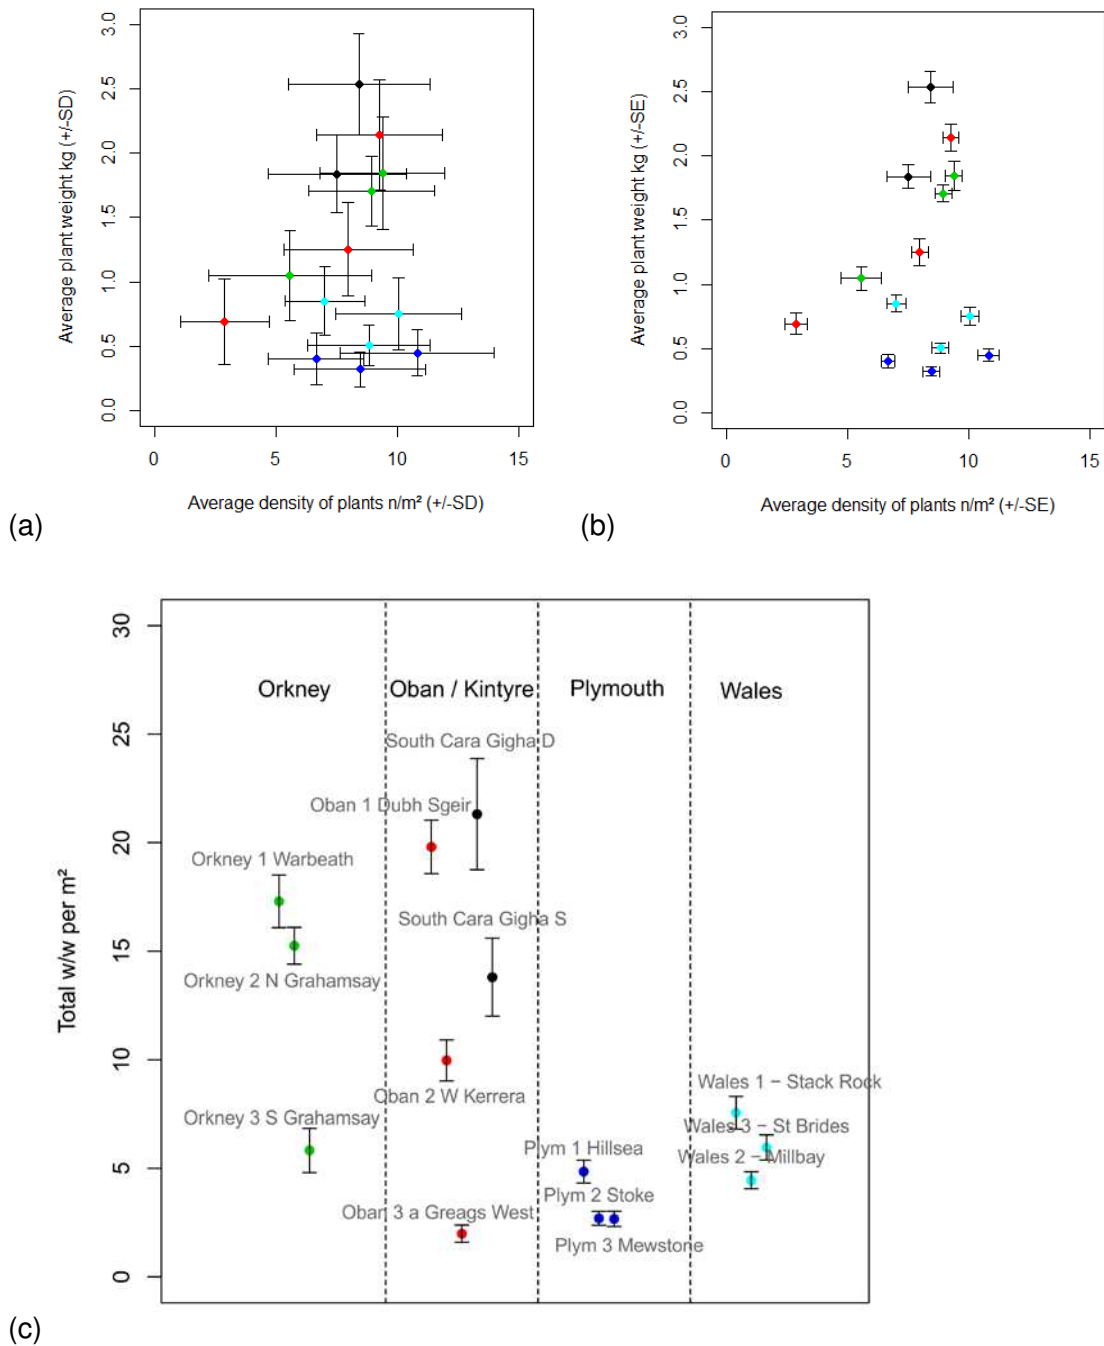 3.0
2.5
2.0
1.5
1.0
0.5
0.0
Average plant weight kg (+/-SD)
0
5
10
15
Average density of plants n/m² (+/-SD)
(a)
3.0
2.5
2.0
1.5
1.0
0.5
0.0
Average plant weight kg (+/-SE)
0
5
10
15
Average density of plants n/m² (+/-SE)
(b)
30
25
20
15
10
5
0
Total w/w per m²
Orkney
Oban / Kintyre
Plymouth
Wales
South Cara Gigha D
Oban 1 Dubh Sgeir
Orkney 1 Warbeath
South Cara Gigha S
Orkney 2 N Grahamsay
Oban 2 W Kerrera
Wales 1 − Stack Rock
Orkney 3 S Grahamsay
Wales 3 − St Brides
Plym 1 Hillsea
Wales 2 − Millbay
Plym 2 Stoke
Oban 3 a Greags West
Plym 3 Mewstone
(c)